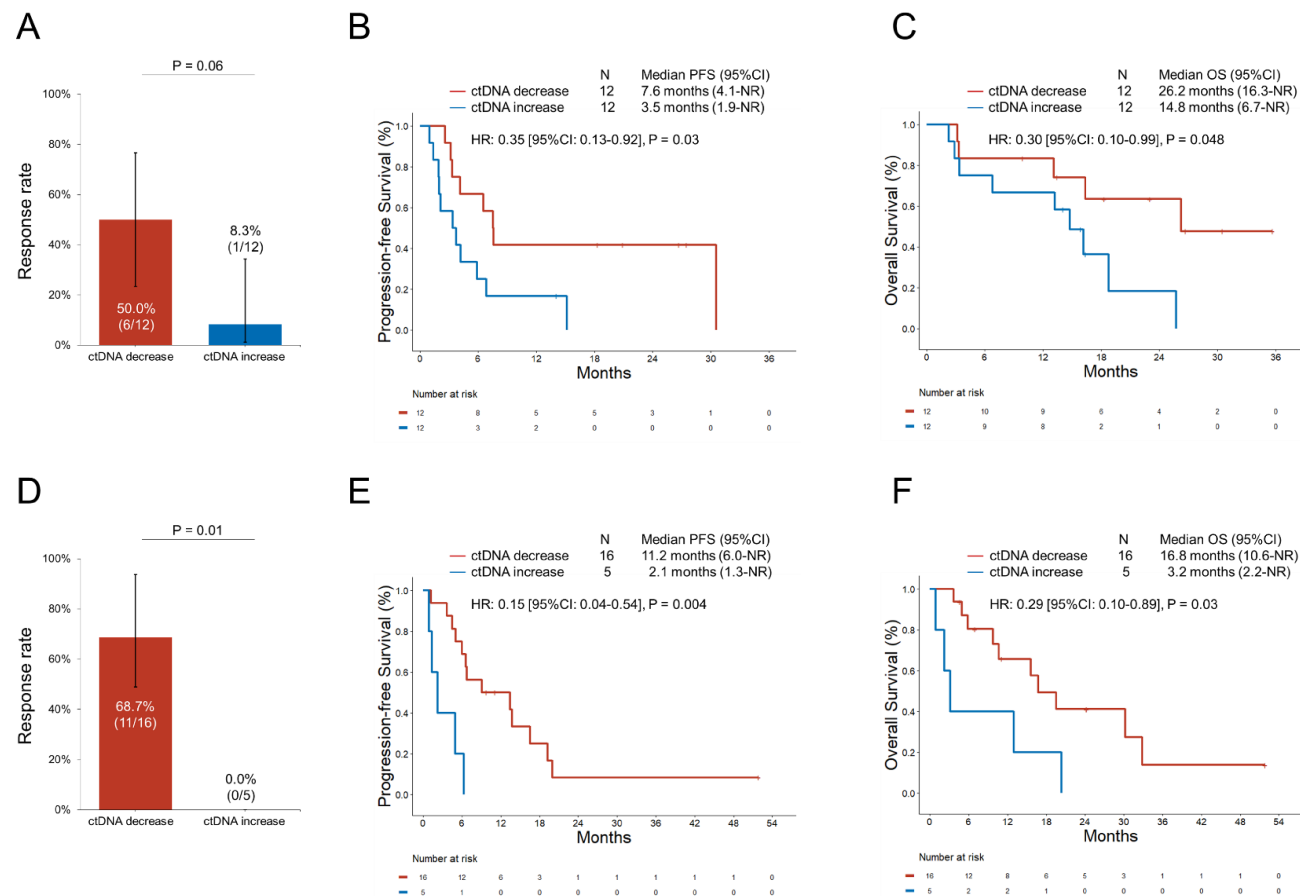 A
P = 0.06
100%
80%
60%
40%
20%
0%
Response rate
50.0%
(6/12)
8.3%
(1/12)
ctDNA decrease
ctDNA increase
B
N Median PFS (95%CI)
ctDNA decrease 12 7.6 months (4.1-NR)
ctDNA increase 12 3.5 months (1.9-NR)
HR: 0.35 [95%CI: 0.13-0.92], P = 0.03
Progression-free Survival (%)
1.0
0.8
0.6
0.4
0.2
0.0
0 6 12 18 24 30 36
Months
Number at risk
12 8 5 5 3 1 0
12 3 2 0 0 0 0
C
N Median OS (95%CI)
ctDNA decrease 12 26.2 months (16.3-NR)
ctDNA increase 12 14.8 months (6.7-NR)
HR: 0.30 [95%CI: 0.10-0.99], P = 0.048
Overall Survival (%)
1.0
0.8
0.6
0.4
0.2
0.0
0 6 12 18 24 30 36
Months
Number at risk
12 10 9 6 4 2 0
12 9 8 2 1 0 0
D
P = 0.01
100%
80%
60%
40%
20%
0%
Response rate
68.7%
(11/16)
0.0%
(0/5)
ctDNA decrease
ctDNA increase
E
N Median PFS (95%CI)
ctDNA decrease 16 11.2 months (6.0-NR)
ctDNA increase 5 2.1 months (1.3-NR)
HR: 0.15 [95%CI: 0.04-0.54], P = 0.004
Progression-free Survival (%)
1.0
0.8
0.6
0.4
0.2
0.0
0 6 12 18 24 30 36 42 48 54
Months
Number at risk
16 12 6 3 1 1 1 1 1 0
5 1 0 0 0 0 0 0 0 0
F
N Median OS (95%CI)
ctDNA decrease 16 16.8 months (10.6-NR)
ctDNA increase 5 3.2 months (2.2-NR)
HR: 0.29 [95%CI: 0.10-0.89], P = 0.03
Overall Survival (%)
1.0
0.8
0.6
0.4
0.2
0.0
0 6 12 18 24 30 36 42 48 54
Months
Number at risk
16 12 8 6 5 3 1 1 1 0
5 2 2 1 0 0 0 0 0 0